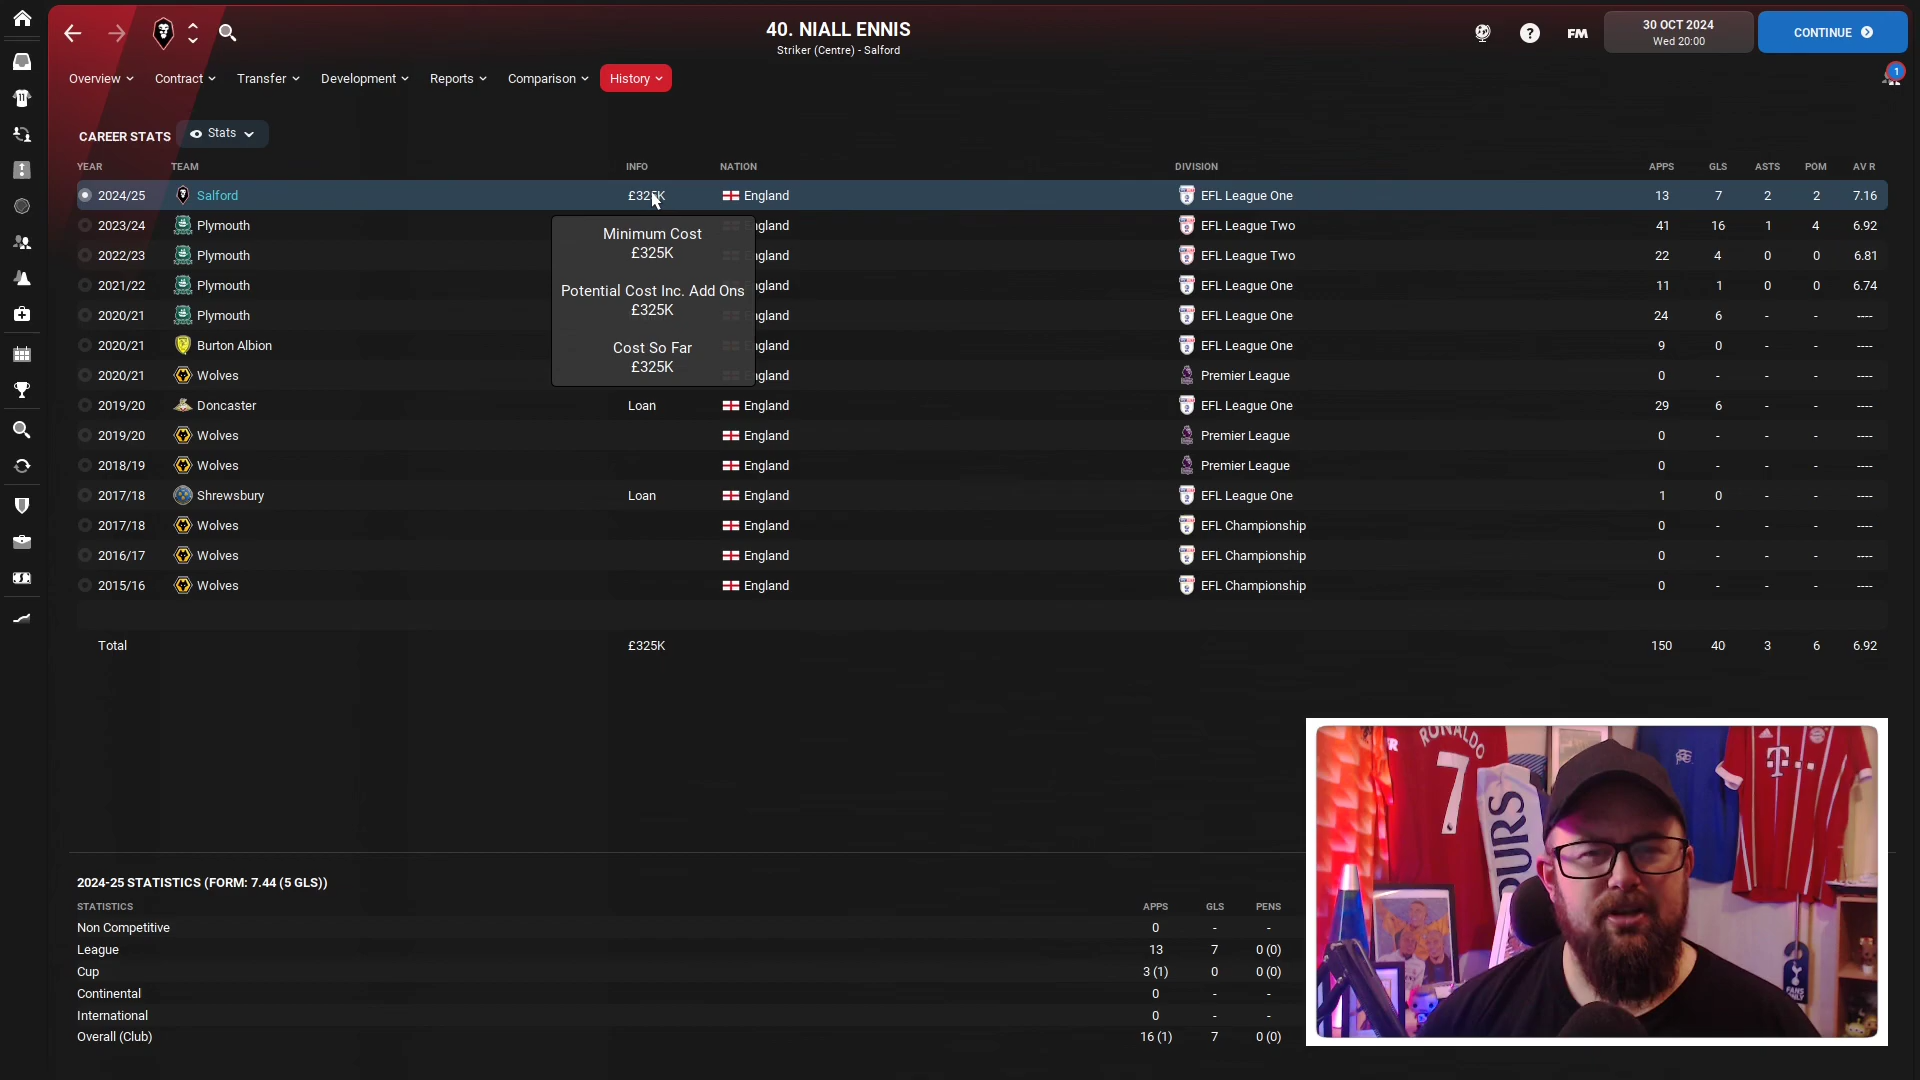 40. NIALL ENNIS
Striker (Centre) - Salford
30 OCT 2024
Wed 20:00
CONTINUE
FM
Overview Contract Transfer Development Reports Comparison History
1
CAREER STATS Stats
YEAR TEAM INFO NATION DIVISION APPS GLS ASTS POM AV R
2024/25 Salford £325K England EFL League One 13 7 2 2 7.16
2023/24 Plymouth England EFL League Two 41 16 1 4 6.92
2022/23 Plymouth England EFL League Two 22 4 0 0 6.81
2021/22 Plymouth England EFL League One 11 1 0 0 6.74
2020/21 Plymouth England EFL League One 24 6 - - ----
2020/21 Burton Albion England EFL League One 9 0 - - ----
2020/21 Wolves England Premier League 0 - - - ----
2019/20 Doncaster Loan England EFL League One 29 6 - - ----
2019/20 Wolves England Premier League 0 - - - ----
2018/19 Wolves England Premier League 0 - - - ----
2017/18 Shrewsbury Loan England EFL League One 1 0 - - ----
2017/18 Wolves England EFL Championship 0 - - - ----
2016/17 Wolves England EFL Championship 0 - - - ----
2015/16 Wolves England EFL Championship 0 - - - ----
Total £325K 150 40 3 6 6.92
Minimum Cost
£325K
Potential Cost Inc. Add Ons
£325K
Cost So Far
£325K
2024-25 STATISTICS (FORM: 7.44 (5 GLS))
STATISTICS APPS GLS PENS
Non Competitive 0 - -
League 13 7 0 (0)
Cup 3 (1) 0 0 (0)
Continental 0 - -
International 0 - -
Overall (Club) 16 (1) 7 0 (0)
RONALDO
7
OURS
T
FANS
ONLY